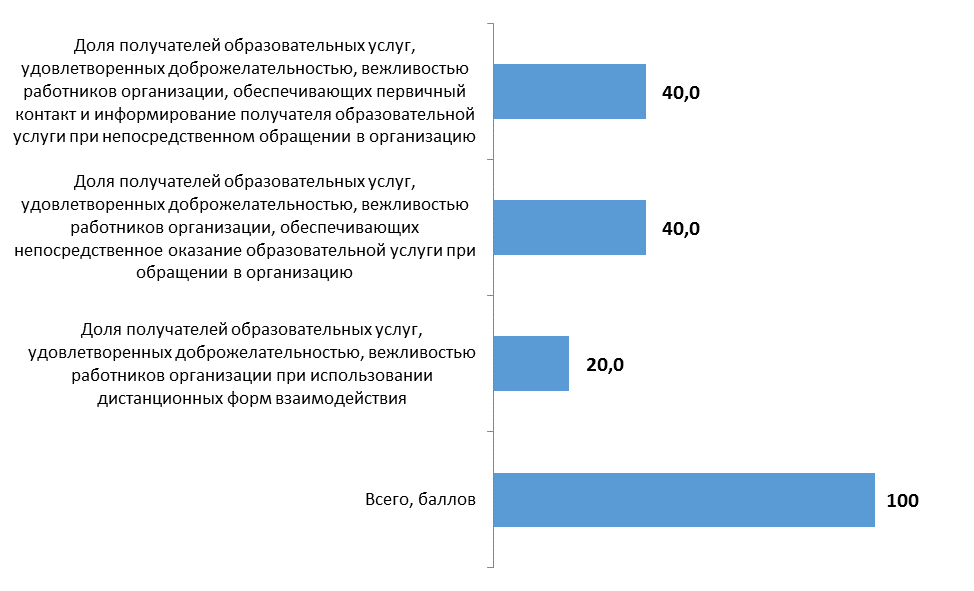 Доля получателей образовательных услуг,
удовлетворенных доброжелательностью, вежливостью
работников организации, обеспечивающих первичный
контакт и информирование получателя образовательной
услуги при непосредственном обращении в организацию
40,0
Доля получателей образовательных услуг,
удовлетворенных доброжелательностью, вежливостью
работников организации, обеспечивающих
непосредственное оказание образовательной услуги при
обращении в организацию
40,0
Доля получателей образовательных услуг,
удовлетворенных доброжелательностью, вежливостью
работников организации при использовании
дистанционных форм взаимодействия
20,0
Всего, баллов
100